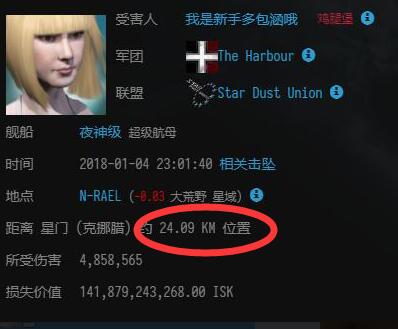 受害人 我是新手多包涵哦 鸡腿堡
军团 The Harbour
联盟 Star Dust Union
舰船 夜神级 超级航母
时间 2018-01-04 23:01:40 相关击坠
地点 N-RAEL (-0.03 大荒野 星域)
距离 星门 (克挪腊) 约 24.09 KM 位置
所受伤害 4,858,565
损失价值 141,879,243,268.00 ISK